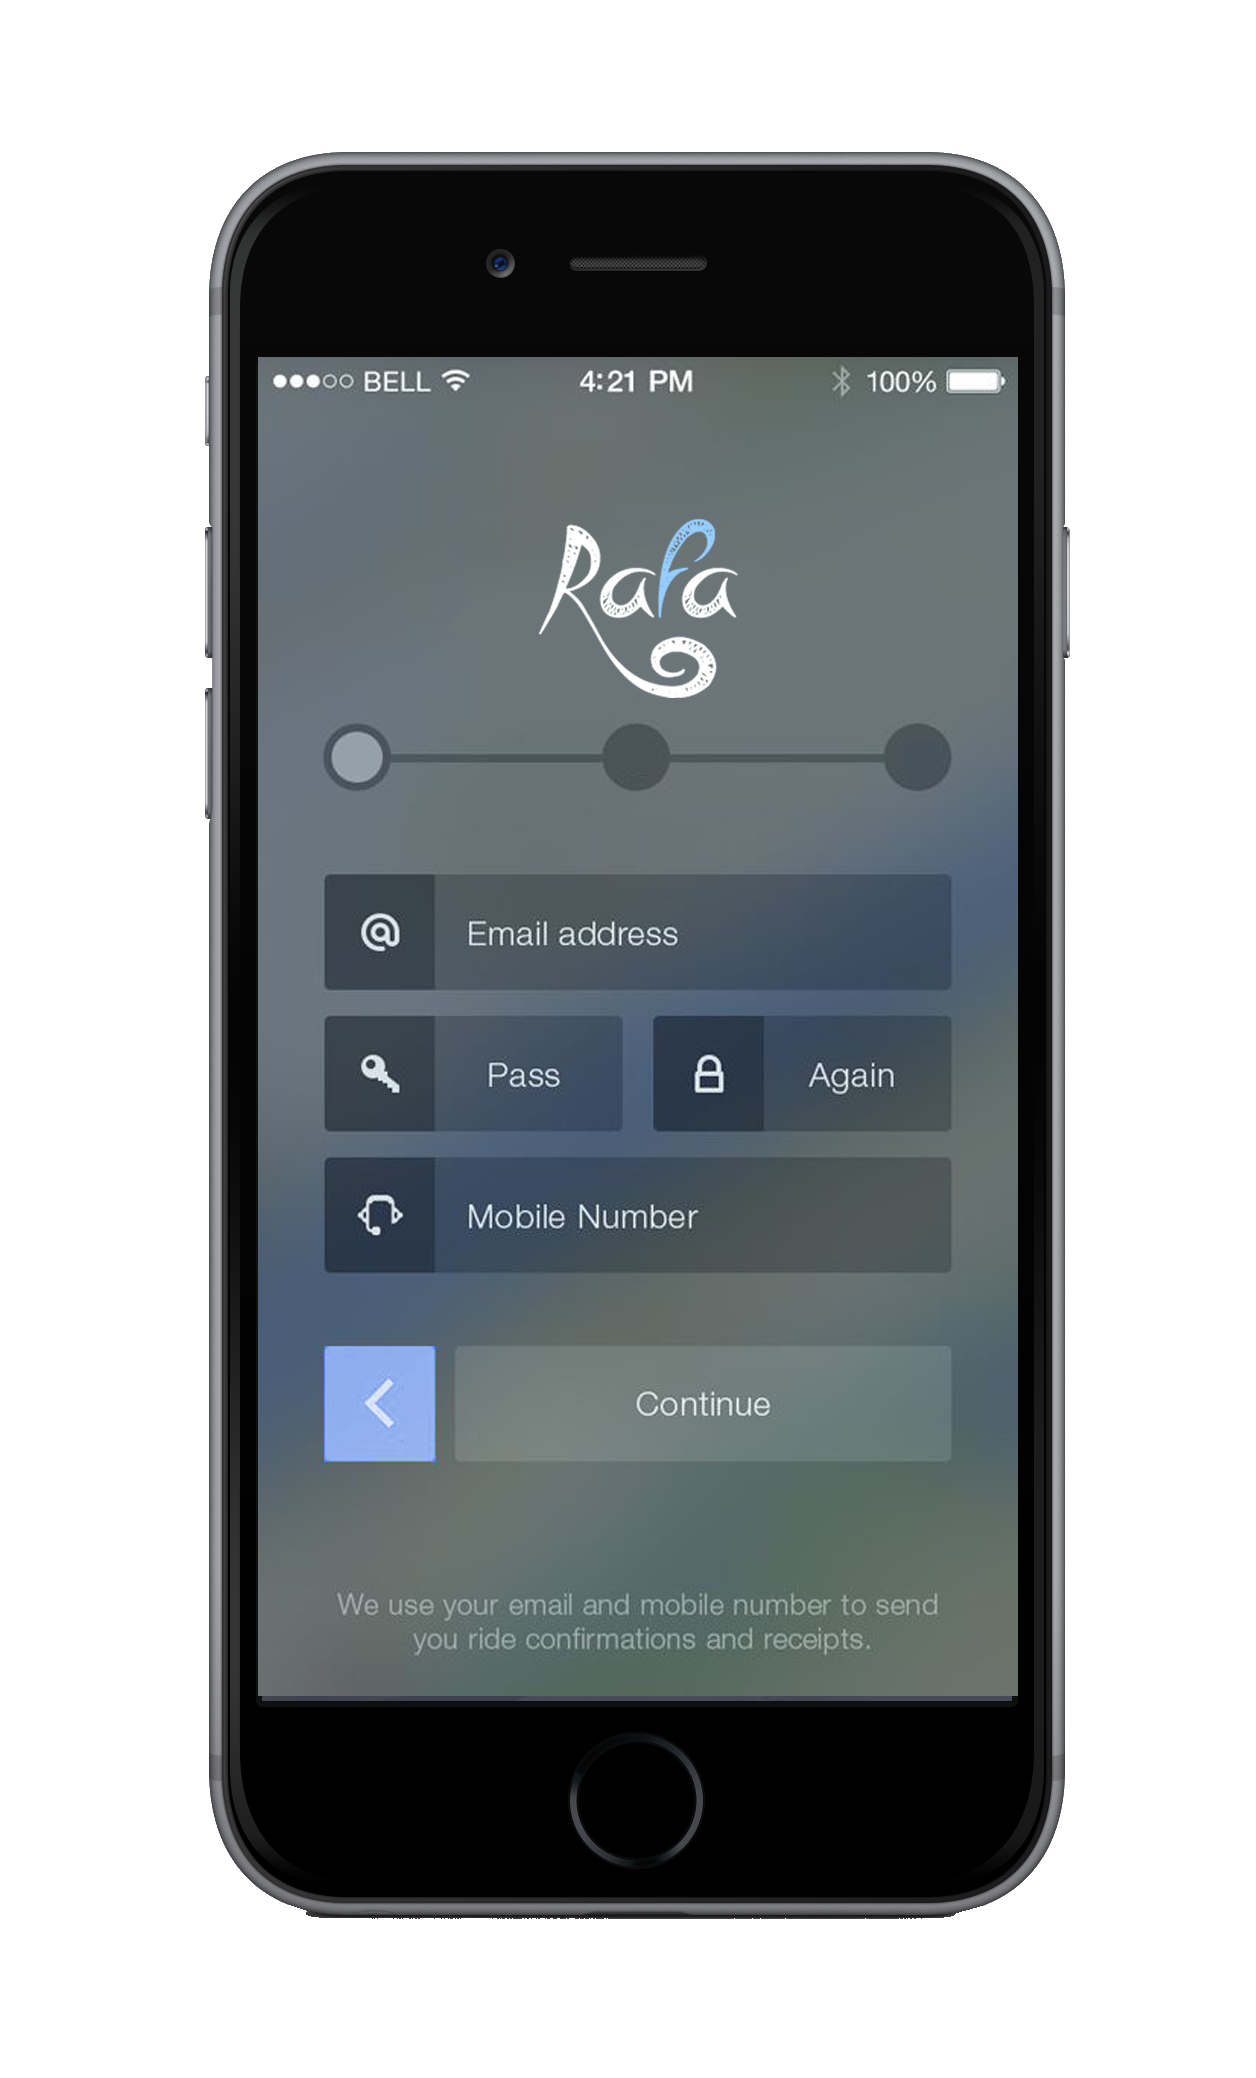 BELL 4:21 PM 100%
Rafa
@ Email address
Pass Again
Mobile Number
Continue
We use your email and mobile number to send
you ride confirmations and receipts.